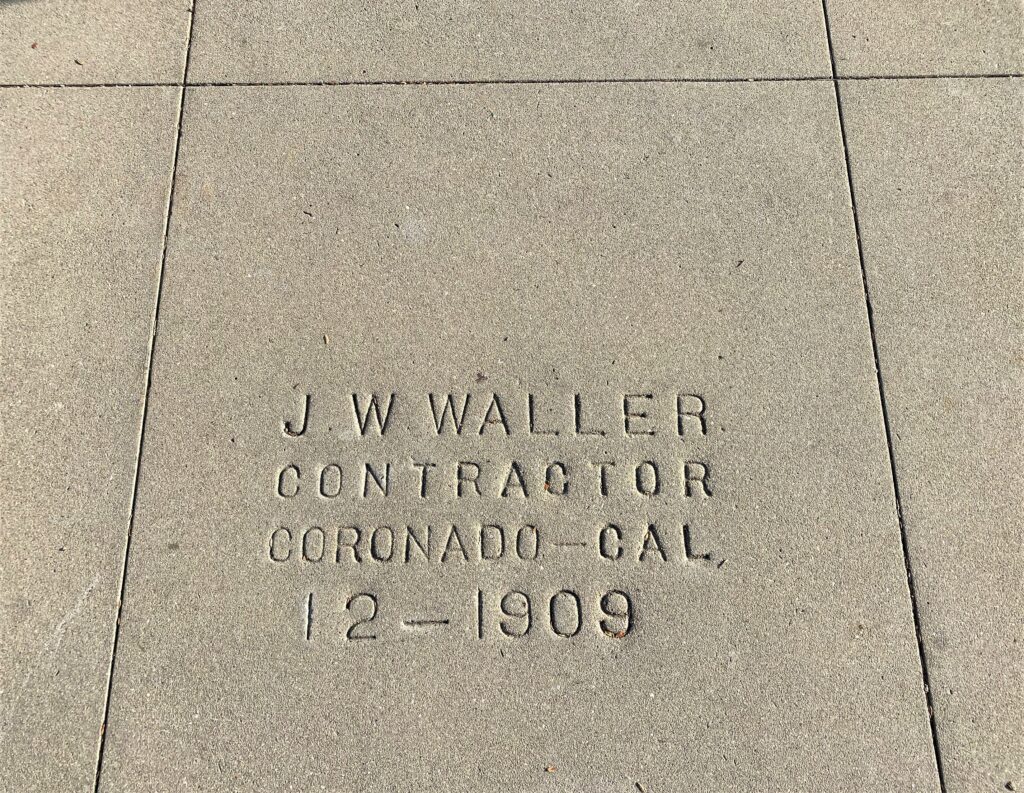 J. W. WALLER.
CONTRACTOR
CORONADO-CAL,
12-1909